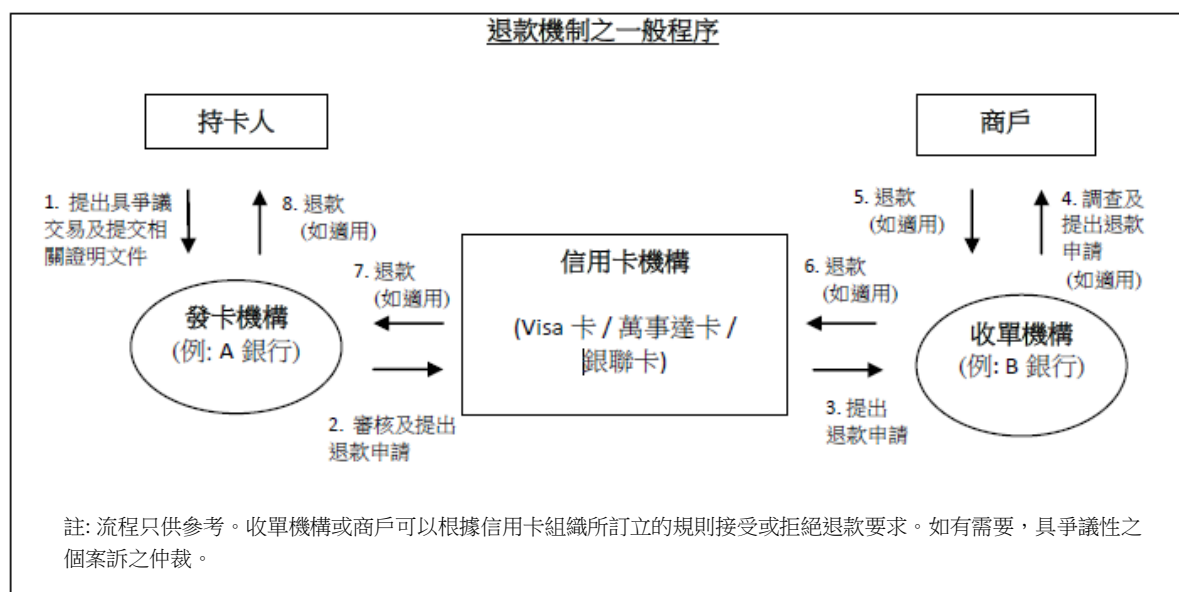 退款機制之一般程序
持卡人
商戶
1. 提出具爭議
交易及提交相
關證明文件
8. 退款
(如適用)
5. 退款
(如適用)
4. 調查及
提出退款
申請
(如適用)
信用卡機構
(Visa 卡 / 萬事達卡 /
銀聯卡)
7. 退款
(如適用)
6. 退款
(如適用)
發卡機構
(例: A 銀行)
收單機構
(例: B 銀行)
2. 審核及提出
退款申請
3. 提出
退款申請
註: 流程只供參考。收單機構或商戶可以根據信用卡組織所訂立的規則接受或拒絕退款要求。如有需要，具爭議性之
個案訴之仲裁。